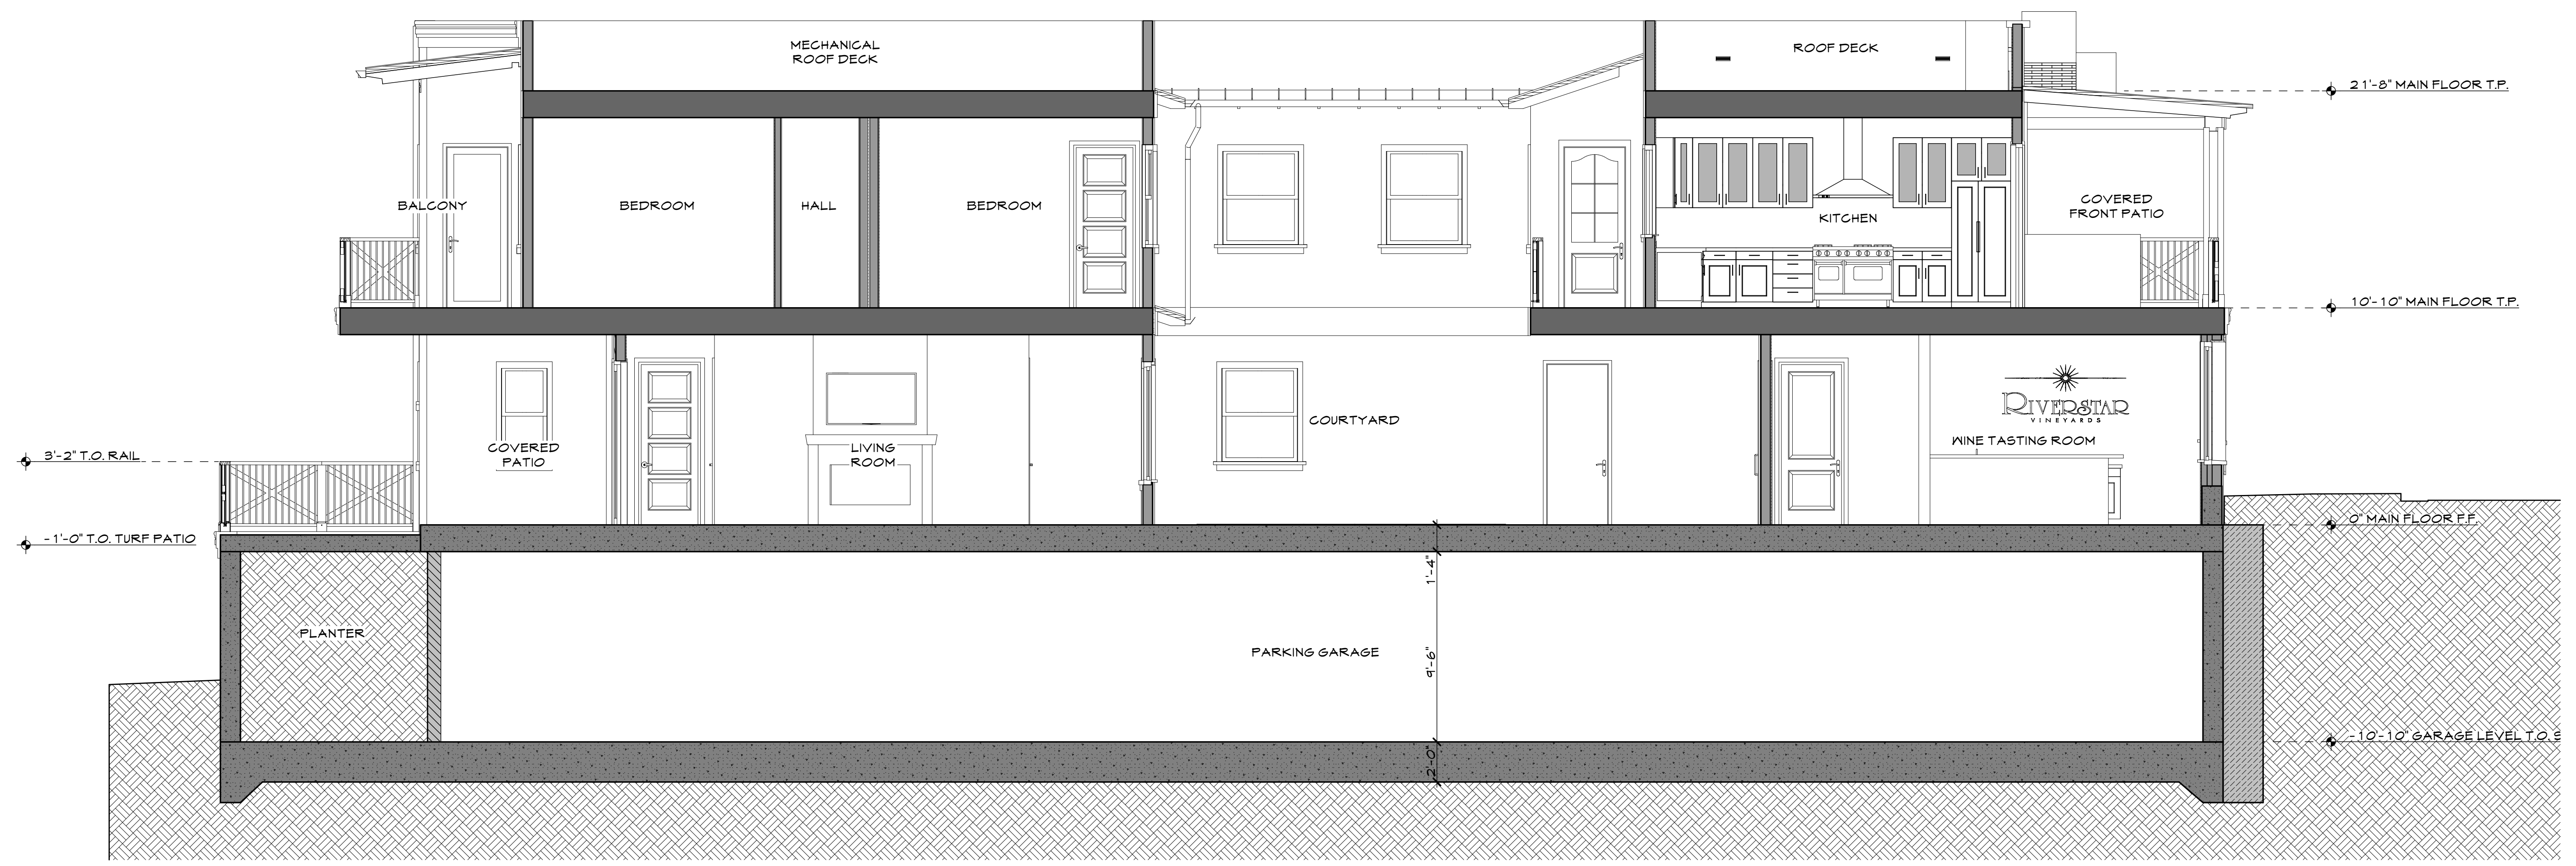 MECHANICAL
ROOF DECK
ROOF DECK
21'-8" MAIN FLOOR T.P.
BALCONY
BEDROOM
HALL
BEDROOM
KITCHEN
COVERED
FRONT PATIO
10'-10" MAIN FLOOR T.P.
RIVERSTAR
VINEYARDS
COURTYARD
WINE TASTING ROOM
COVERED
PATIO
LIVING
ROOM
3'-2" T.O. RAIL
0" MAIN FLOOR F.F.
-1'-0" T.O. TURF PATIO
1'-4"
PLANTER
PARKING GARAGE
9'-6"
-10'-10" GARAGE LEVEL T.O. S
2'-0"